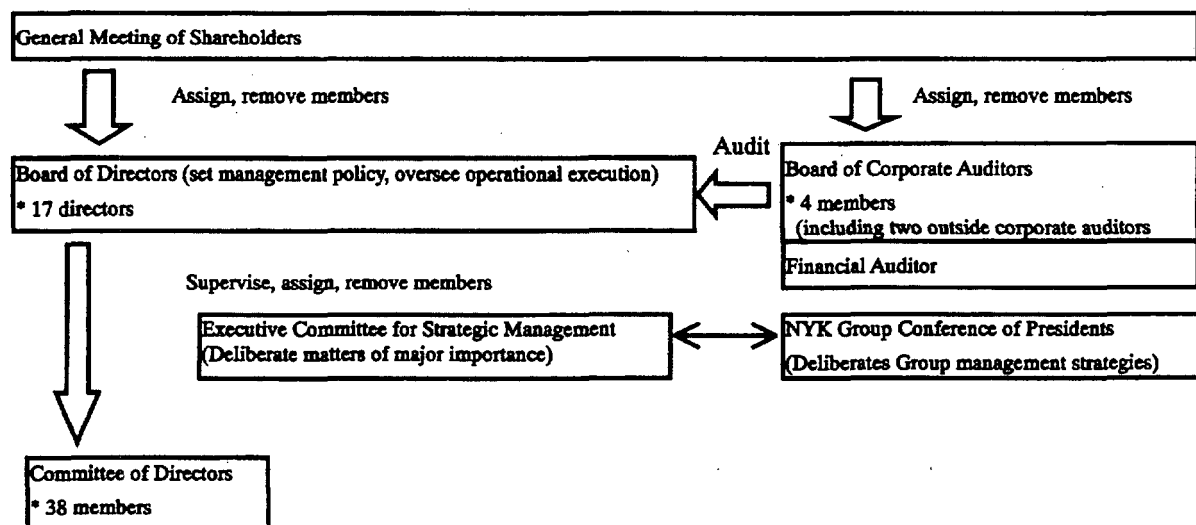 General Meeting of Shareholders
Assign, remove members
Assign, remove members
Audit
Board of Directors (set management policy, oversee operational execution)
* 17 directors
Board of Corporate Auditors
* 4 members
(including two outside corporate auditors
Financial Auditor
Supervise, assign, remove members
Executive Committee for Strategic Management
(Deliberate matters of major importance)
NYK Group Conference of Presidents
(Deliberates Group management strategies)
Committee of Directors
* 38 members